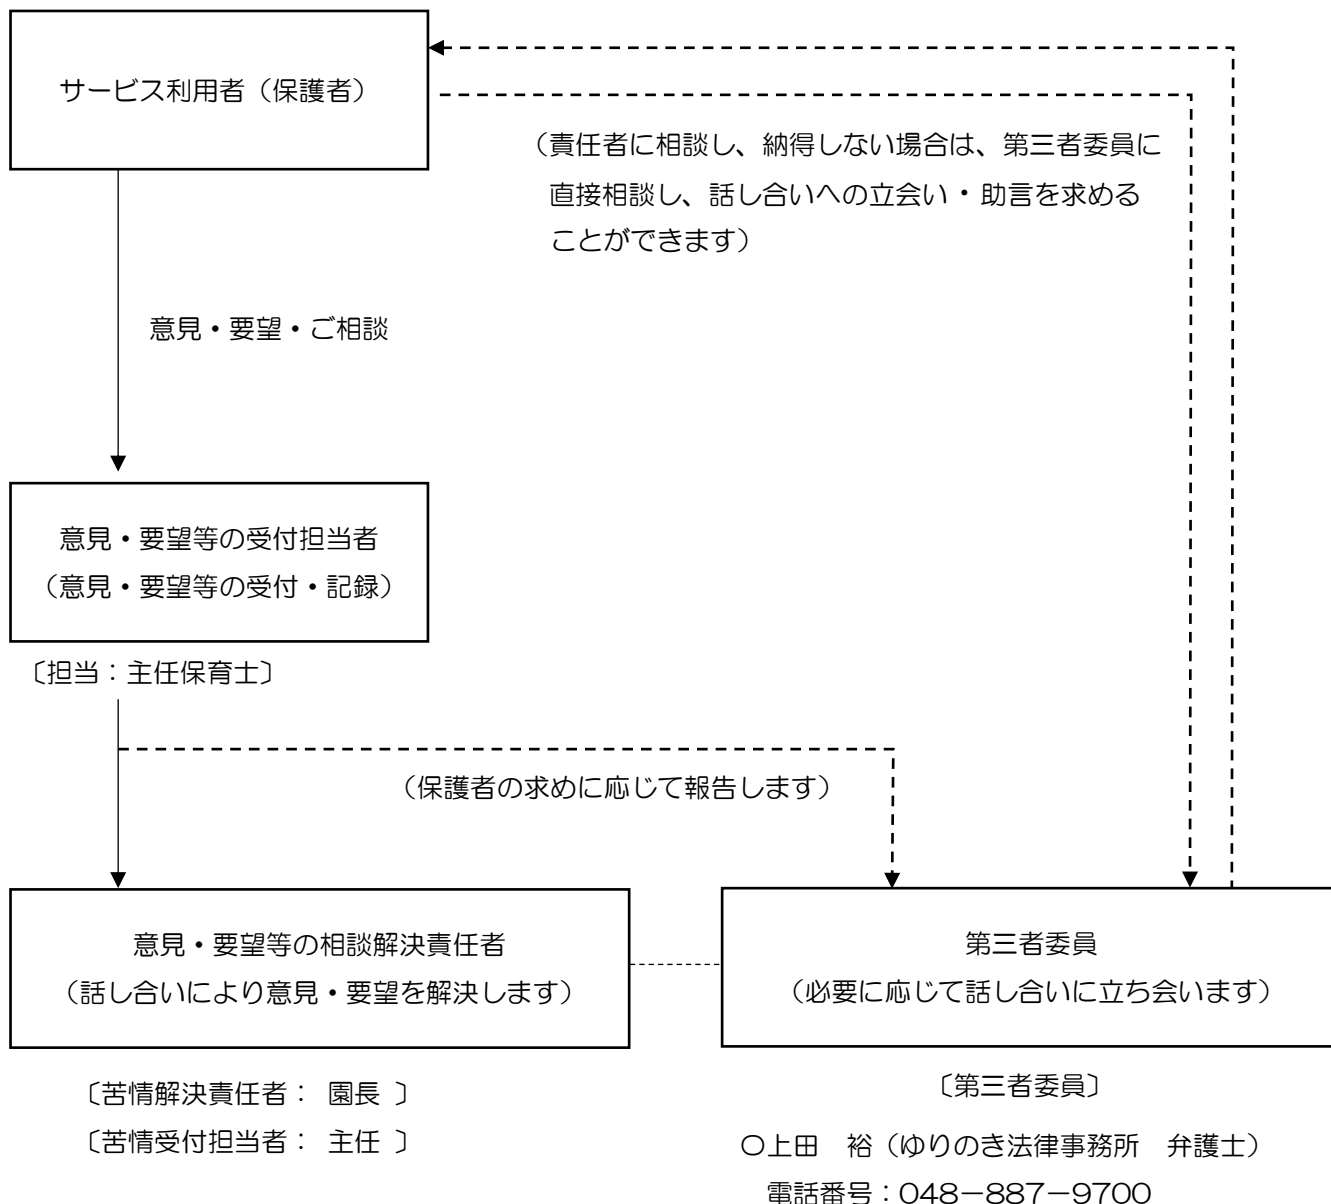 サービス利用者（保護者）
（責任者に相談し、納得しない場合は、第三者委員に
直接相談し、話し合いへの立会い・助言を求める
ことができます）
意見・要望・ご相談
意見・要望等の受付担当者
（意見・要望等の受付・記録）
〔担当：主任保育士〕
（保護者の求めに応じて報告します）
意見・要望等の相談解決責任者
（話し合いにより意見・要望を解決します）
第三者委員
（必要に応じて話し合いに立ち会います）
〔苦情解決責任者： 園長 〕
〔苦情受付担当者： 主任 〕
〔第三者委員〕
〇上田　裕（ゆりのき法律事務所　弁護士）
電話番号：048－887－9700